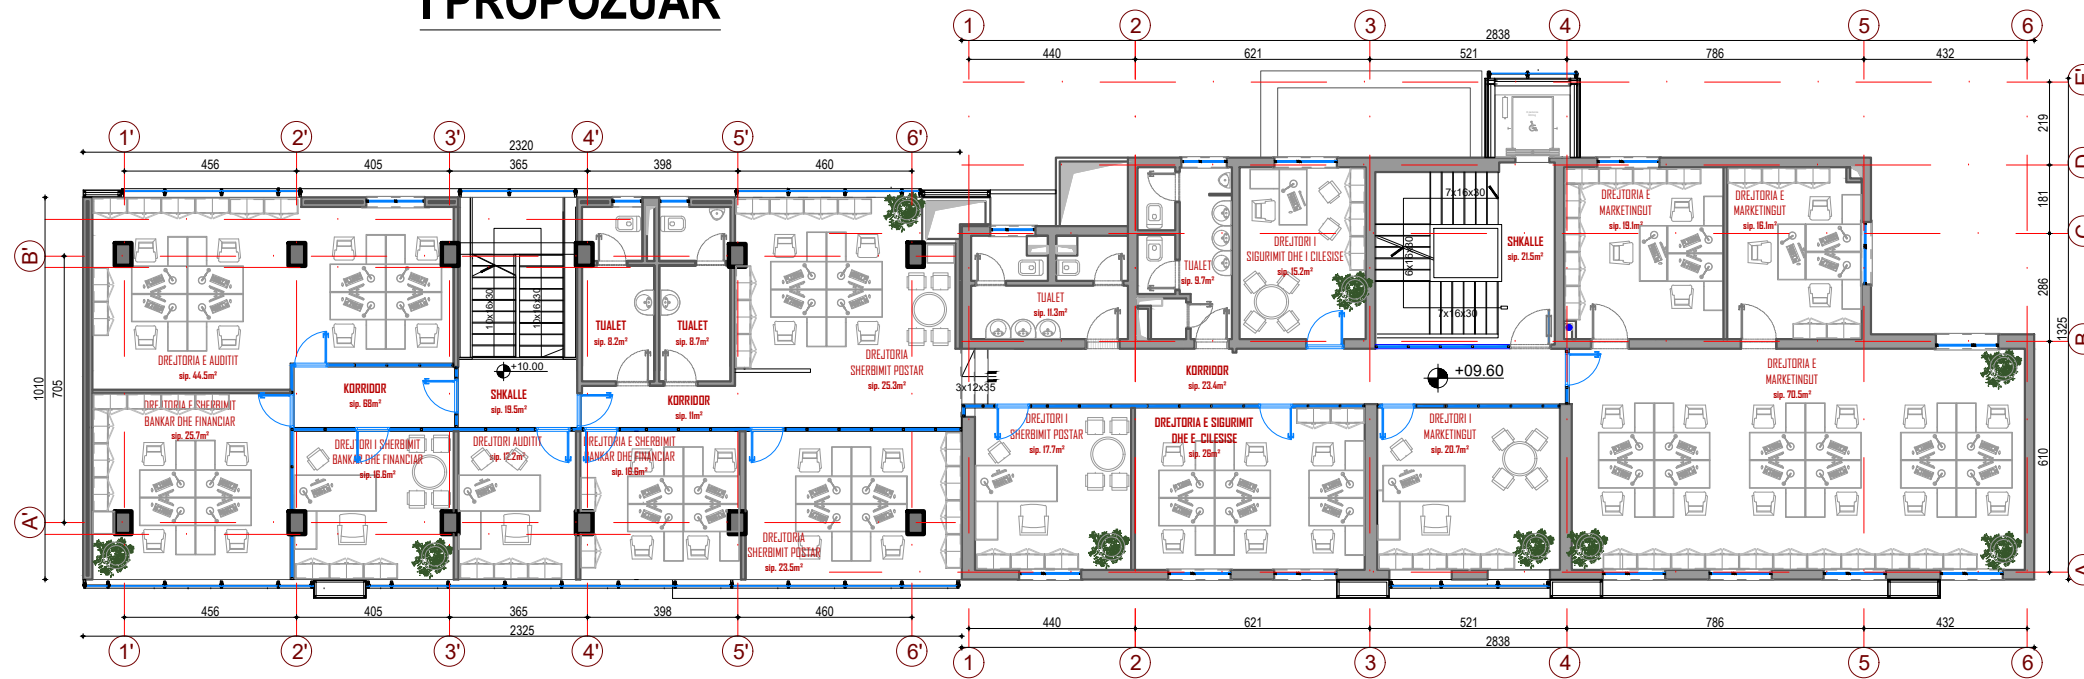 I PROPOZUAR
1 2 3 4 5 6
2838
440 621 521 786 432
1' 2' 3' 4' 5' 6'
2320
456 405 365 398 460
E
D
C
B
A
219
181
286
610
1325
B'
A'
1010
705
DREJTORIA E AUDITIT
sip. 44.5m²
DREJTORIA E SHERBIMIT
BANKAR DHE FINANCIAR
sip. 25.7m²
KORRIDOR
sip. 68m²
DREJTORI I SHERBIMIT
BANKAR DHE FINANCIAR
sip. 16.6m²
10x16x30
10x16x30
+10.00
SHKALLE
sip. 19.5m²
DREJTORI AUDITIT
sip. 12.2m²
TUALET
sip. 8.2m²
TUALET
sip. 8.7m²
KORRIDOR
sip. 11m²
DREJTORIA E SHERBIMIT
BANKAR DHE FINANCIAR
sip. 16.6m²
DREJTORIA
SHERBIMIT POSTAR
sip. 25.3m²
DREJTORIA
SHERBIMIT POSTAR
sip. 23.5m²
3x12x35
TUALET
sip. 11.3m²
TUALET
sip. 9.7m²
DREJTORI I
SIGURIMIT DHE I CILESISE
sip. 15.2m²
7x16x30
6x16x30
7x16x30
SHKALLE
sip. 21.5m²
DREJTORIA E
MARKETINGUT
sip. 19.1m²
DREJTORIA E
MARKETINGUT
sip. 16.1m²
KORRIDOR
sip. 23.4m²
+09.60
DREJTORIA E
MARKETINGUT
sip. 70.5m²
DREJTORI I
SHERBIMIT POSTAR
sip. 17.7m²
DREJTORIA E SIGURIMIT
DHE E CILESISE
sip. 26m²
DREJTORI I
MARKETINGUT
sip. 20.7m²
456 405 365 398 460
2325
1' 2' 3' 4' 5' 6'
440 621 521 786 432
2838
1 2 3 4 5 6